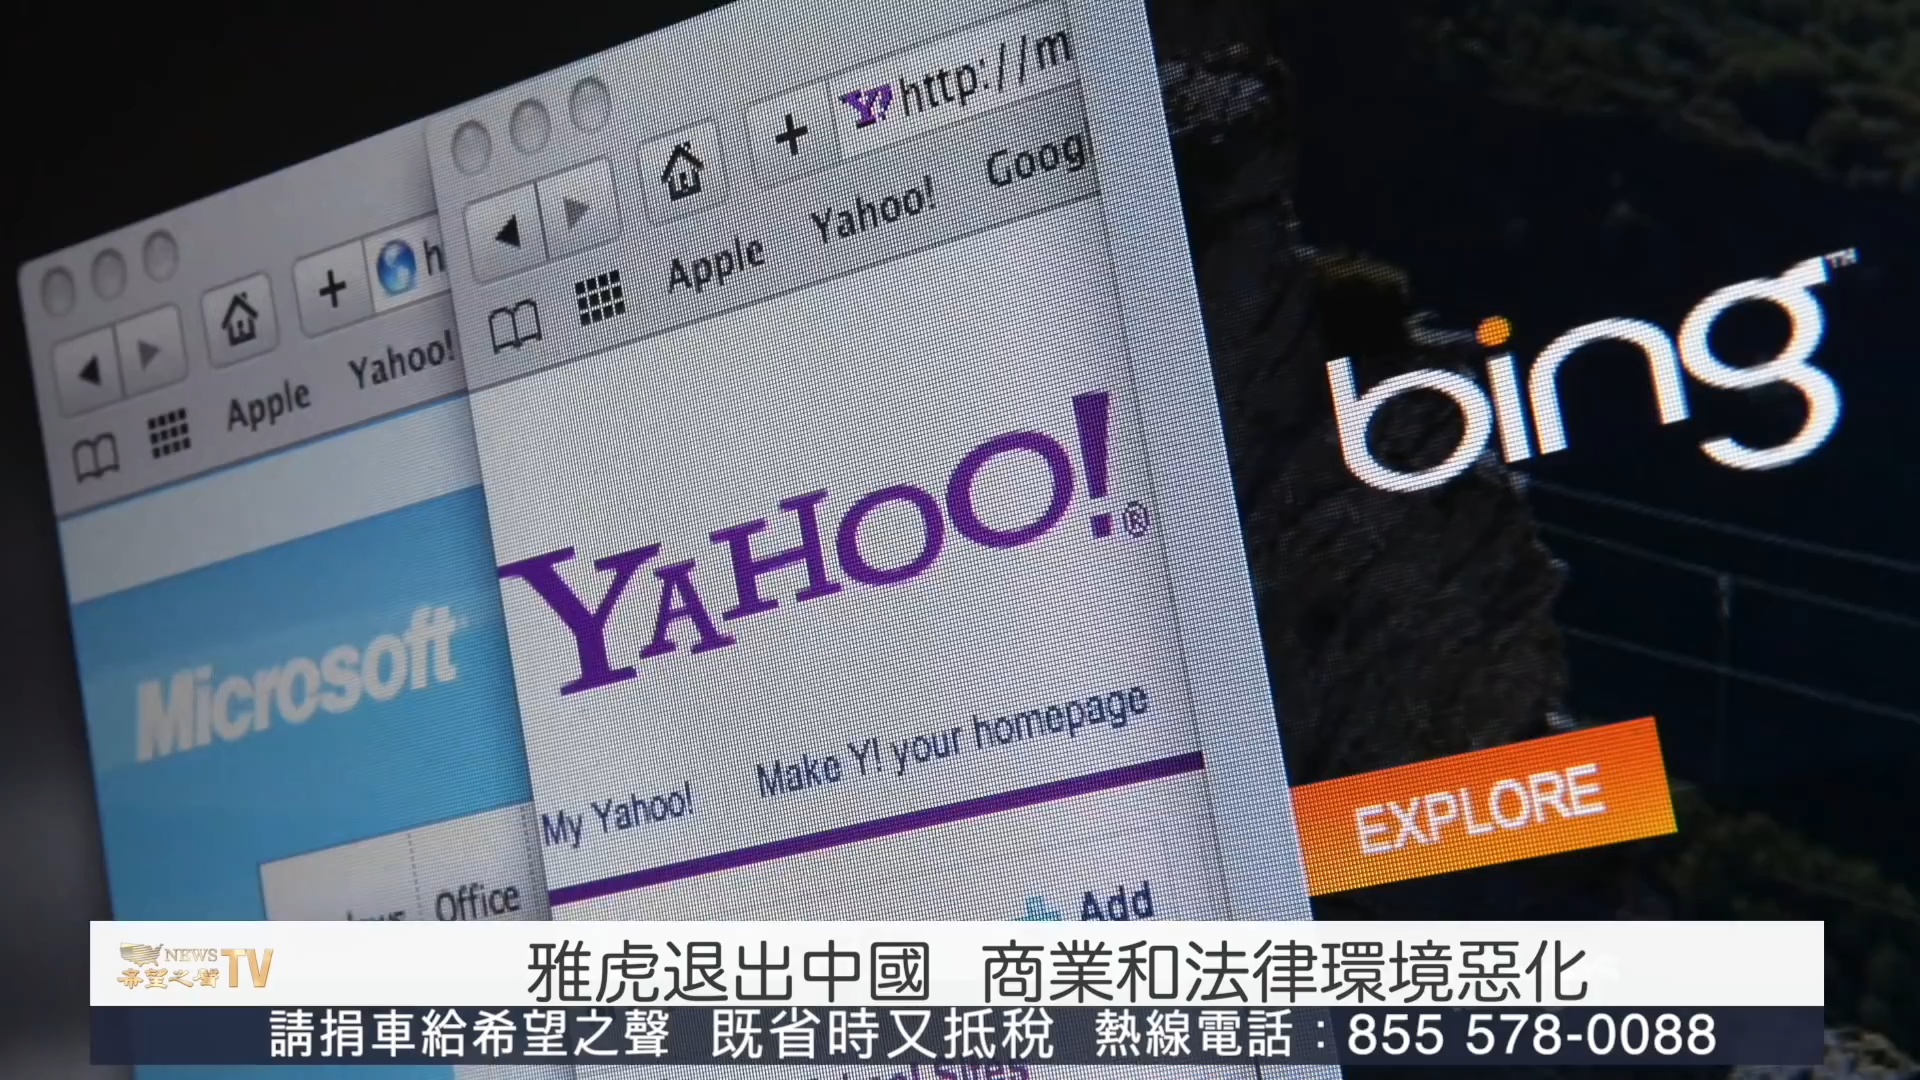 http://m
Goog
Yahoo!
Apple
h
Yahoo!
Apple
bing™
YAHOO!®
Microsoft
My Yahoo! Make Y! your homepage
EXPLORE
Office
Add
NEWS
希望之聲 TV
雅虎退出中國 商業和法律環境惡化
請捐車給希望之聲 既省時又抵稅 熱線電話：855 578-0088
Sites